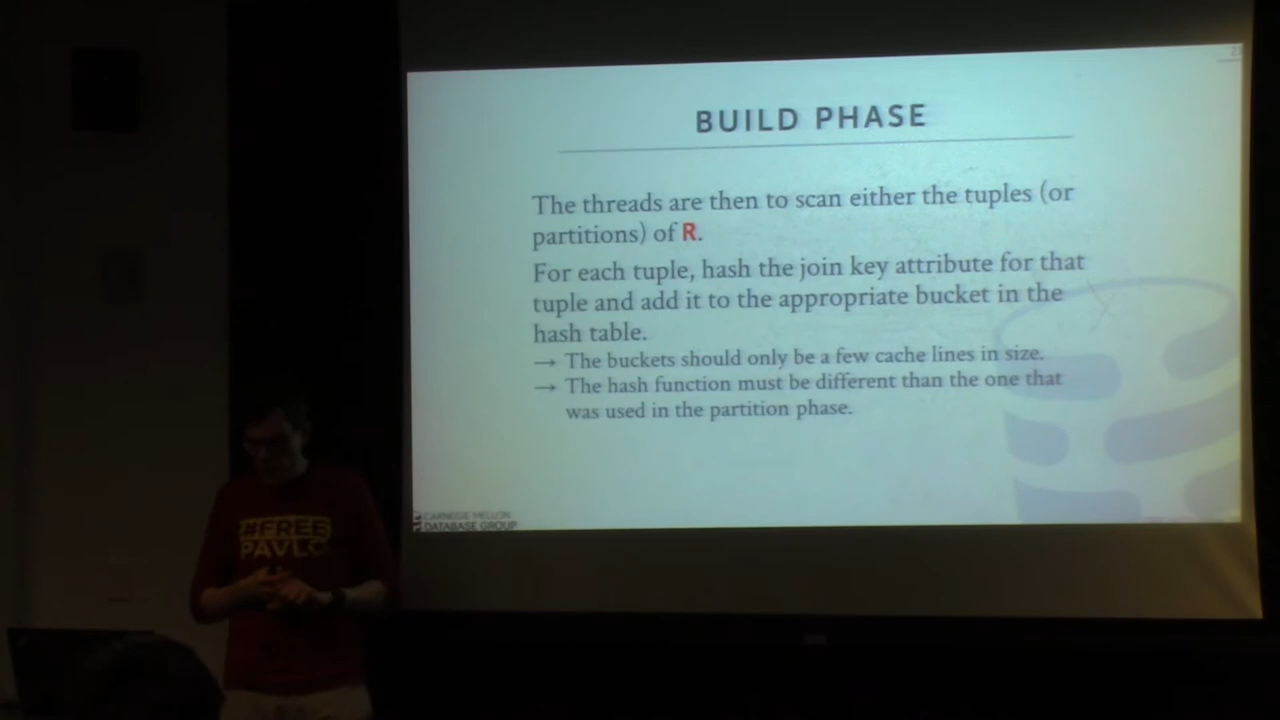 BUILD PHASE
The threads are then to scan either the tuples (or
partitions) of R.
For each tuple, hash the join key attribute for that
tuple and add it to the appropriate bucket in the
hash table.
→ The buckets should only be a few cache lines in size.
→ The hash function must be different than the one that
was used in the partition phase.
CARNEGIE MELLON
DATABASE GROUP
#FREE
PAVLO